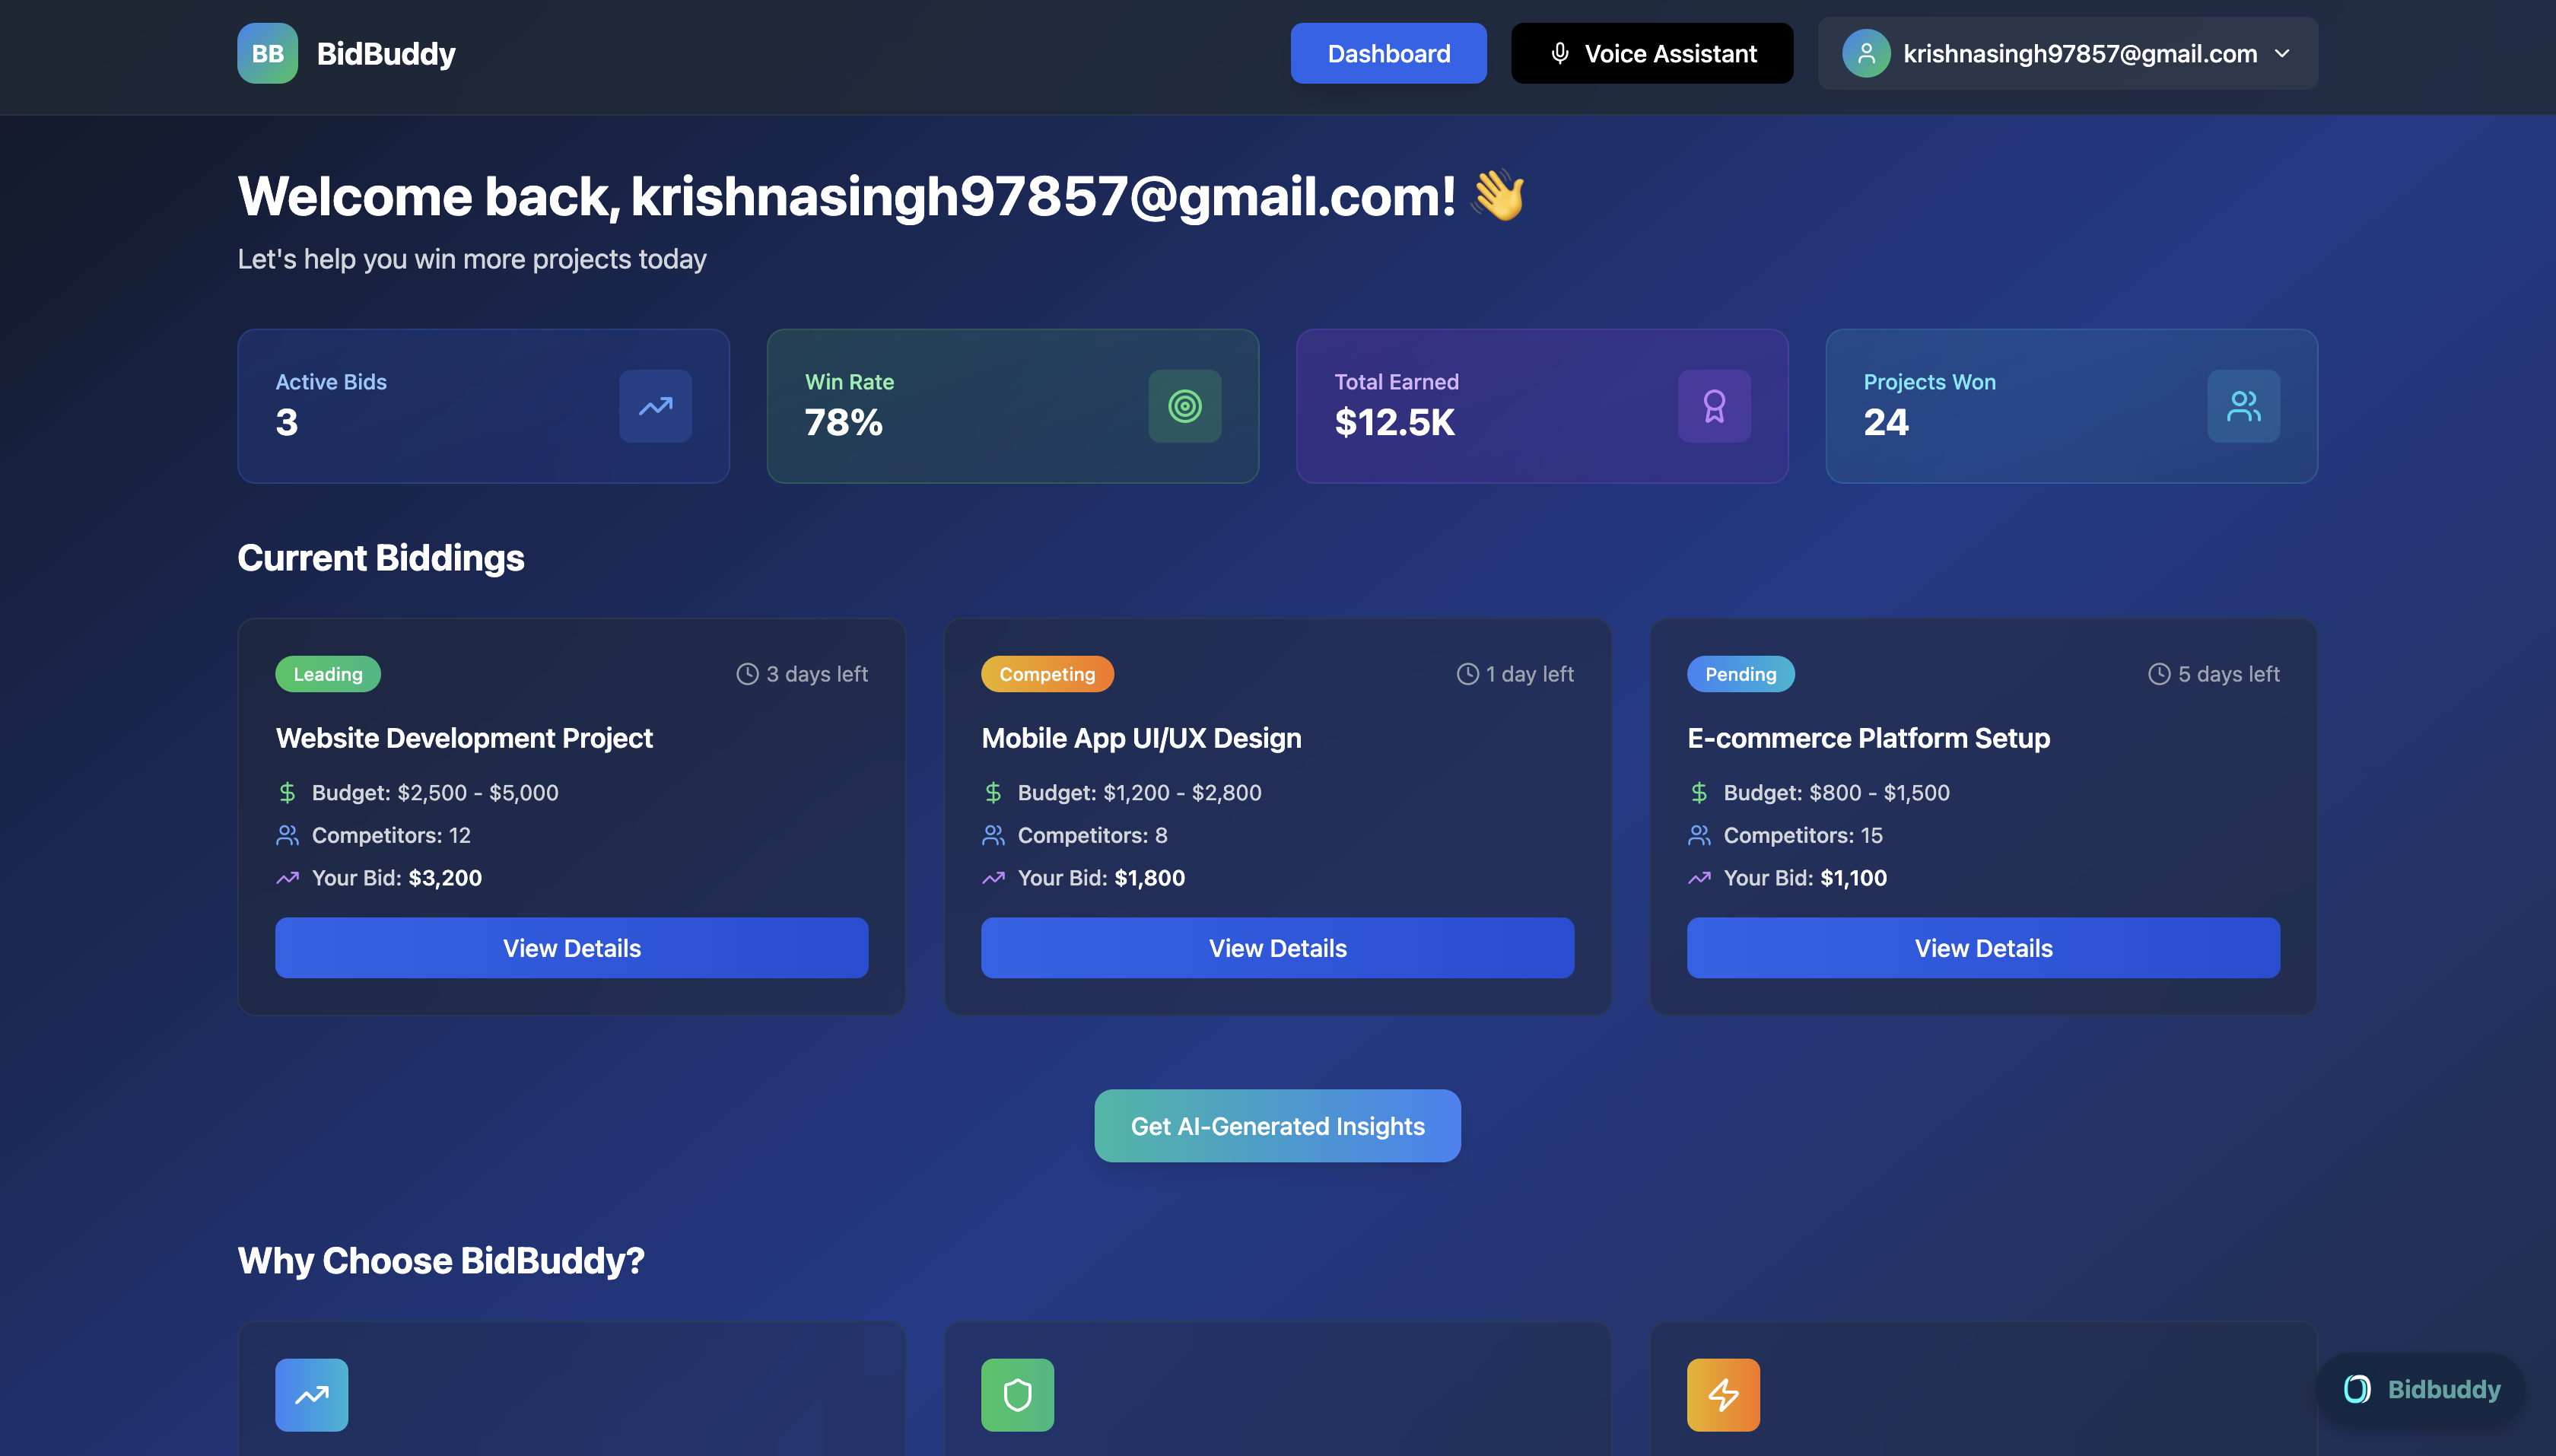 BB BidBuddy Dashboard Voice Assistant krishnasingh97857@gmail.com
Welcome back, krishnasingh97857@gmail.com! 👋
Let's help you win more projects today
Active Bids
3
Win Rate
78%
Total Earned
$12.5K
Projects Won
24
Current Biddings
Leading 3 days left
Website Development Project
Budget: $2,500 - $5,000
Competitors: 12
Your Bid: $3,200
View Details
Competing 1 day left
Mobile App UI/UX Design
Budget: $1,200 - $2,800
Competitors: 8
Your Bid: $1,800
View Details
Pending 5 days left
E-commerce Platform Setup
Budget: $800 - $1,500
Competitors: 15
Your Bid: $1,100
View Details
Get AI-Generated Insights
Why Choose BidBuddy?
Bidbuddy